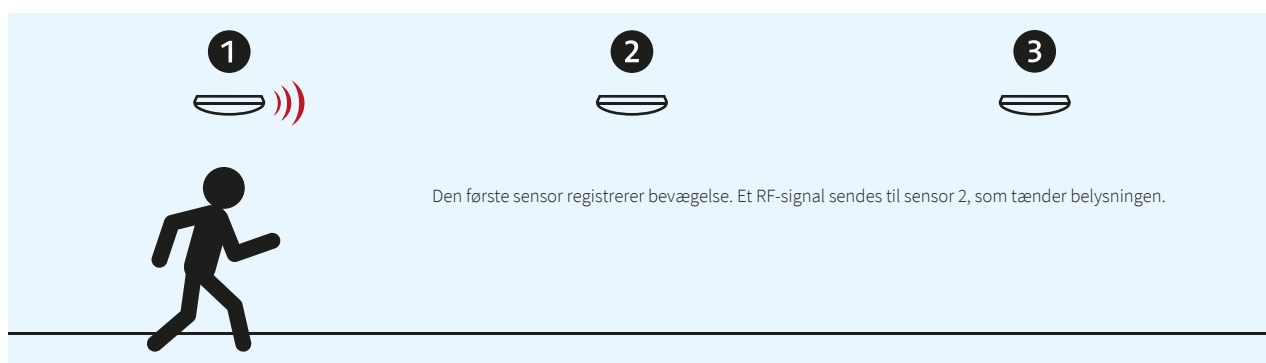 1 2 3
Den første sensor registrerer bevægelse. Et RF-signal sendes til sensor 2, som tænder belysningen.